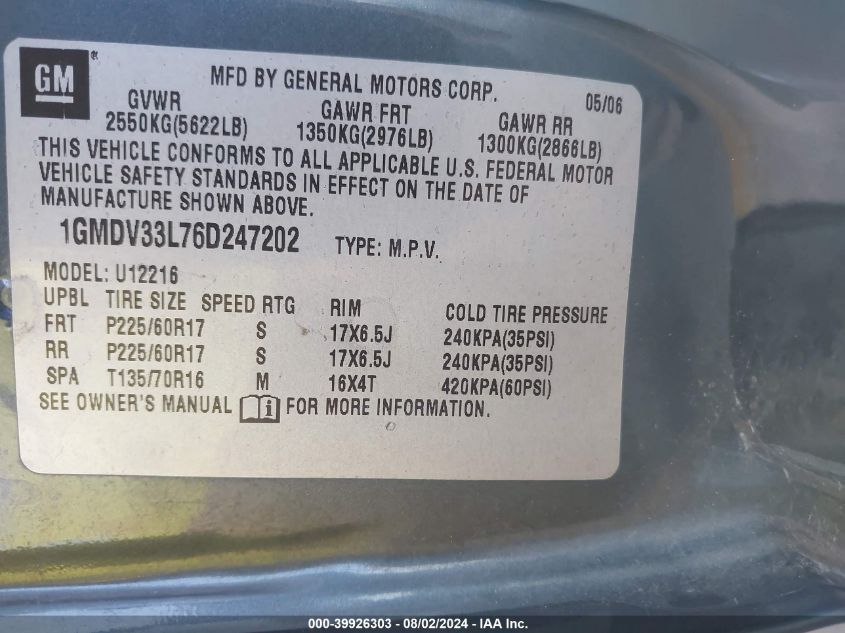 GM
MFD BY GENERAL MOTORS CORP. 05/06
GVWR GAWR FRT GAWR RR
2550KG(5622LB) 1350KG(2976LB) 1300KG(2866LB)
THIS VEHICLE CONFORMS TO ALL APPLICABLE U.S. FEDERAL MOTOR
VEHICLE SAFETY STANDARDS IN EFFECT ON THE DATE OF
MANUFACTURE SHOWN ABOVE.
1GMDV33L76D247202 TYPE: M.P.V.
MODEL: U12216
UPBL TIRE SIZE SPEED RTG RIM COLD TIRE PRESSURE
FRT P225/60R17 S 17X6.5J 240KPA(35PSI)
RR P225/60R17 S 17X6.5J 240KPA(35PSI)
SPA T135/70R16 M 16X4T 420KPA(60PSI)
SEE OWNER'S MANUAL i FOR MORE INFORMATION.
000-39926303 - 08/02/2024 - IAA Inc.